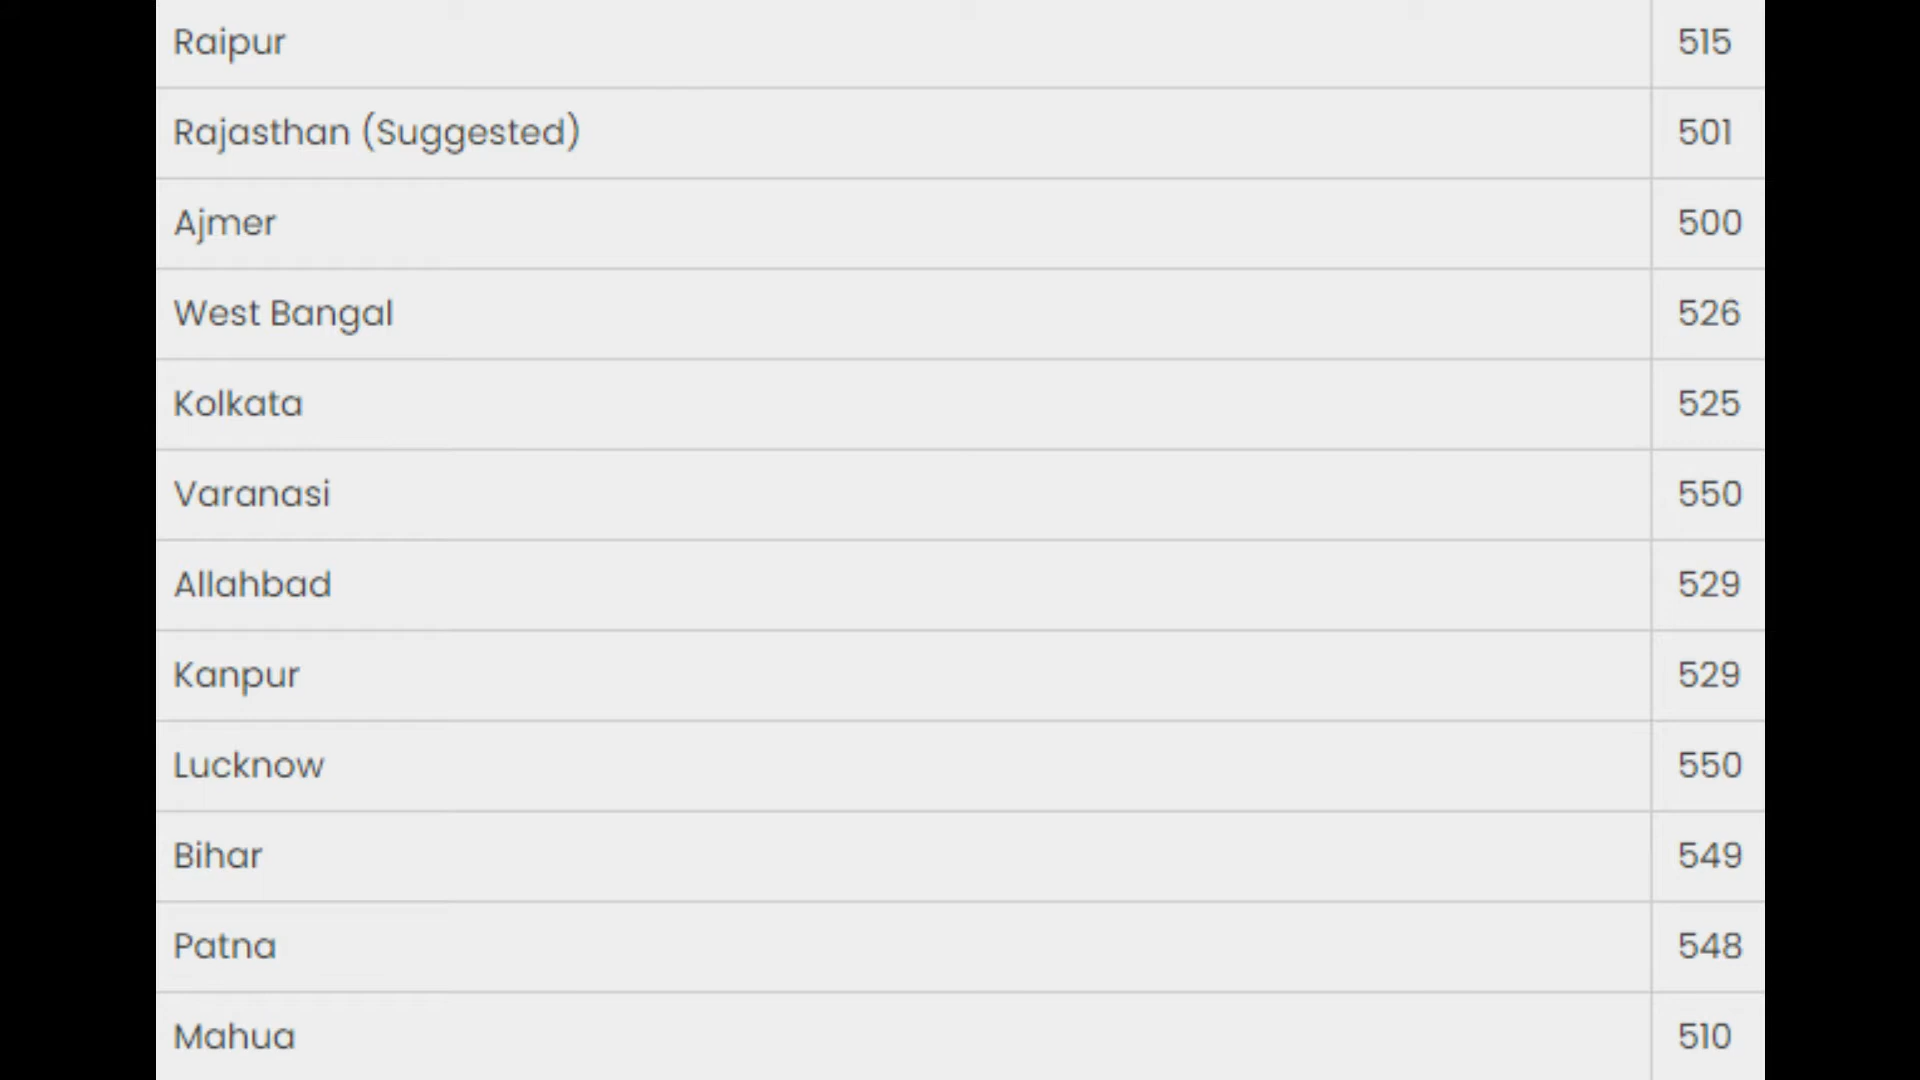 Raipur 515
Rajasthan (Suggested) 501
Ajmer 500
West Bangal 526
Kolkata 525
Varanasi 550
Allahbad 529
Kanpur 529
Lucknow 550
Bihar 549
Patna 548
Mahua 510